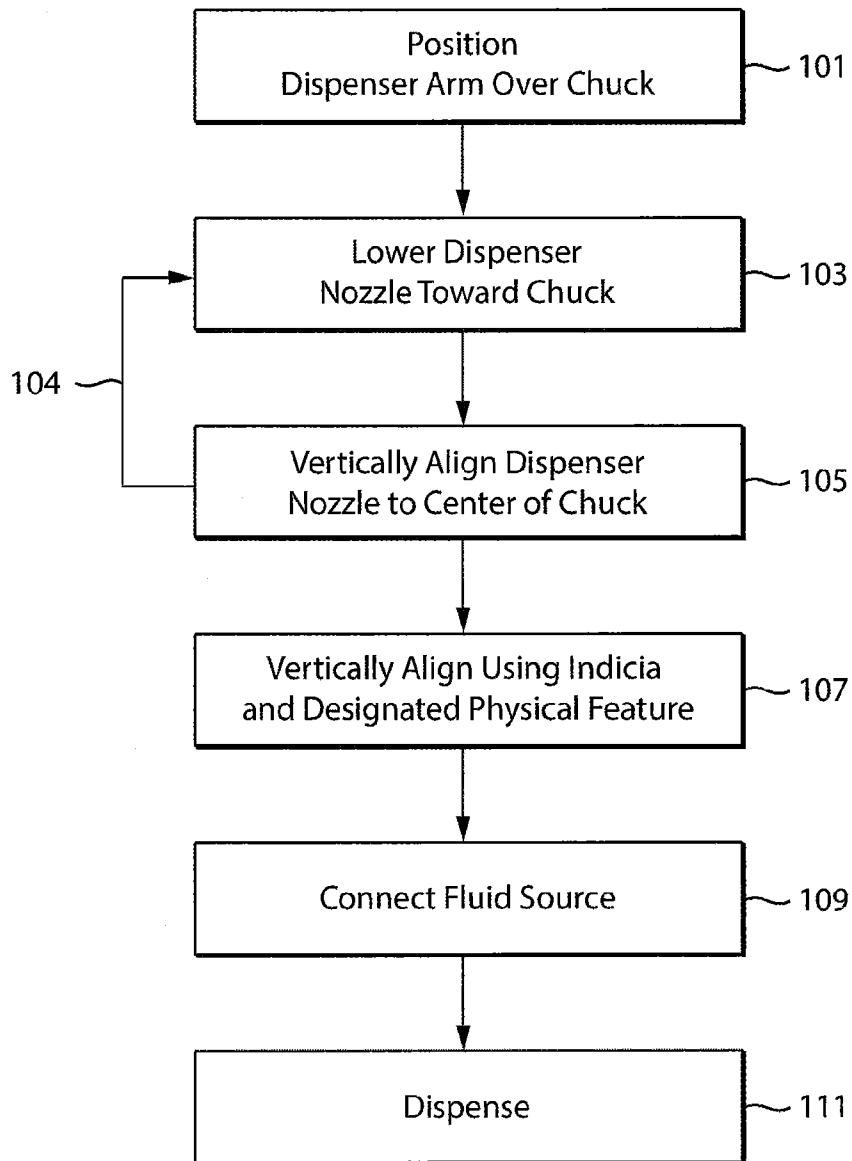 Position
Dispenser Arm Over Chuck
101
Lower Dispenser
Nozzle Toward Chuck
103
104
Vertically Align Dispenser
Nozzle to Center of Chuck
105
Vertically Align Using Indicia
and Designated Physical Feature
107
Connect Fluid Source
109
Dispense
111